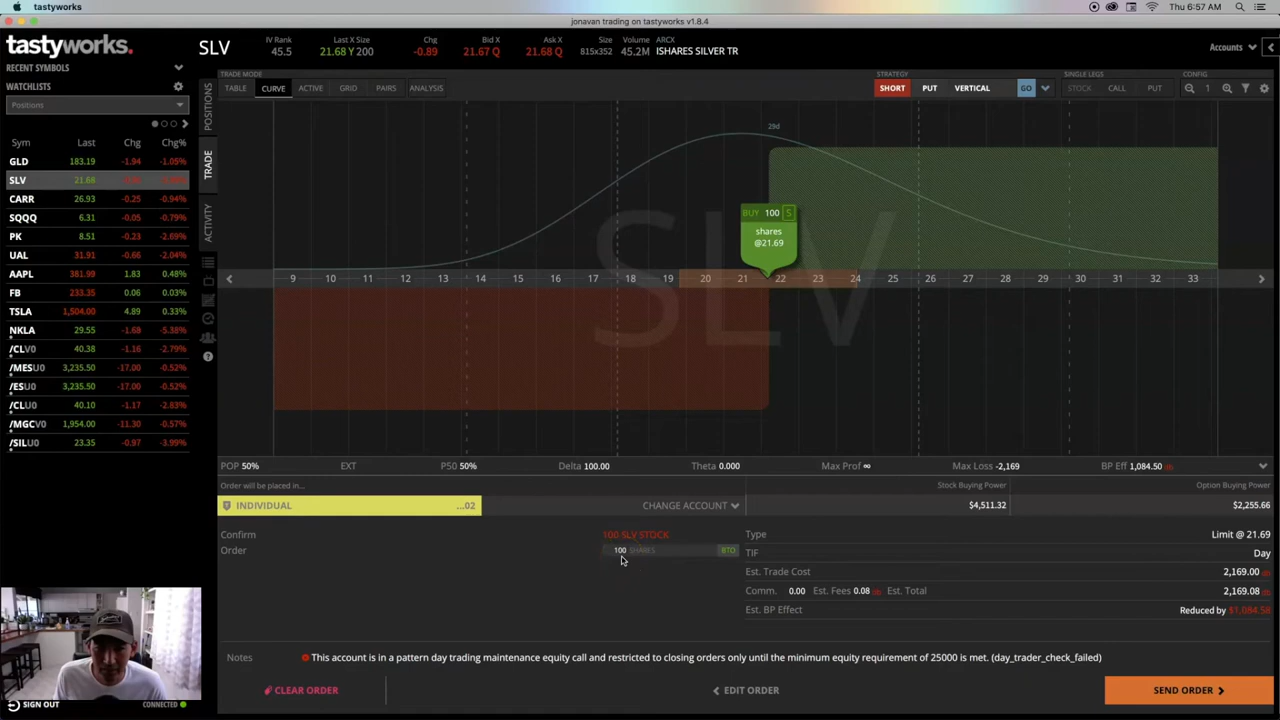 tastyworks
Thu 6:57 AM
jonavan trading on tastyworks v1.8.4
tastyworks.
SLV
IV Rank
45.5
Last X Size
21.68 Y 200
Chg
-0.89
Bid X
21.67 Q
Ask X
21.68 Q
Size
815x352
Volume
45.2M
ARCX
ISHARES SILVER TR
Accounts
RECENT SYMBOLS
WATCHLISTS
Positions
TRADE MODE
TABLE CURVE ACTIVE GRID PAIRS ANALYSIS
STRATEGY
SHORT PUT VERTICAL GO
SINGLE LEGS
STOCK CALL PUT
CONFIG
1
POSITIONS
TRADE
ACTIVITY
Sym Last Chg Chg%
GLD 183.19 -1.94 -1.05%
SLV 21.68
CARR 26.93 -0.25 -0.94%
SQQQ 6.31 -0.05 -0.79%
PK 8.51 -0.23 -2.69%
UAL 31.91 -0.66 -2.04%
AAPL 381.99 1.83 0.48%
FB 233.35 0.06 0.03%
TSLA 1,504.00 4.89 0.33%
NKLA 29.55 -1.68 -5.38%
/CLV0 40.38 -1.16 -2.79%
/MESU0 3,235.50 -17.00 -0.52%
/ESU0 3,235.50 -17.00 -0.52%
/CLU0 40.10 -1.17 -2.83%
/MGCV0 1,954.00 -11.30 -0.57%
/SILU0 23.35 -0.97 -3.99%
29d
SLV
BUY 100 S
shares
@21.69
9 10 11 12 13 14 15 16 17 18 19 20 21 22 23 24 25 26 27 28 29 30 31 32 33
POP 50% EXT P50 50% Delta 100.00 Theta 0.000 Max Prof ∞ Max Loss -2,169 BP Eff 1,084.50 db
Order will be placed in...
Stock Buying Power
Option Buying Power
INDIVIDUAL ...02
CHANGE ACCOUNT
$4,511.32
$2,255.66
Confirm
100 SLV STOCK
Order
100 SHARES BTO
Type Limit @ 21.69
TIF Day
Est. Trade Cost 2,169.00 db
Comm. 0.00 Est. Fees 0.08 db Est. Total 2,169.08 db
Est. BP Effect Reduced by $1,084.58
Notes
This account is in a pattern day trading maintenance equity call and restricted to closing orders only until the minimum equity requirement of 25000 is met. (day_trader_check_failed)
CLEAR ORDER
EDIT ORDER
SEND ORDER
SIGN OUT
CONNECTED